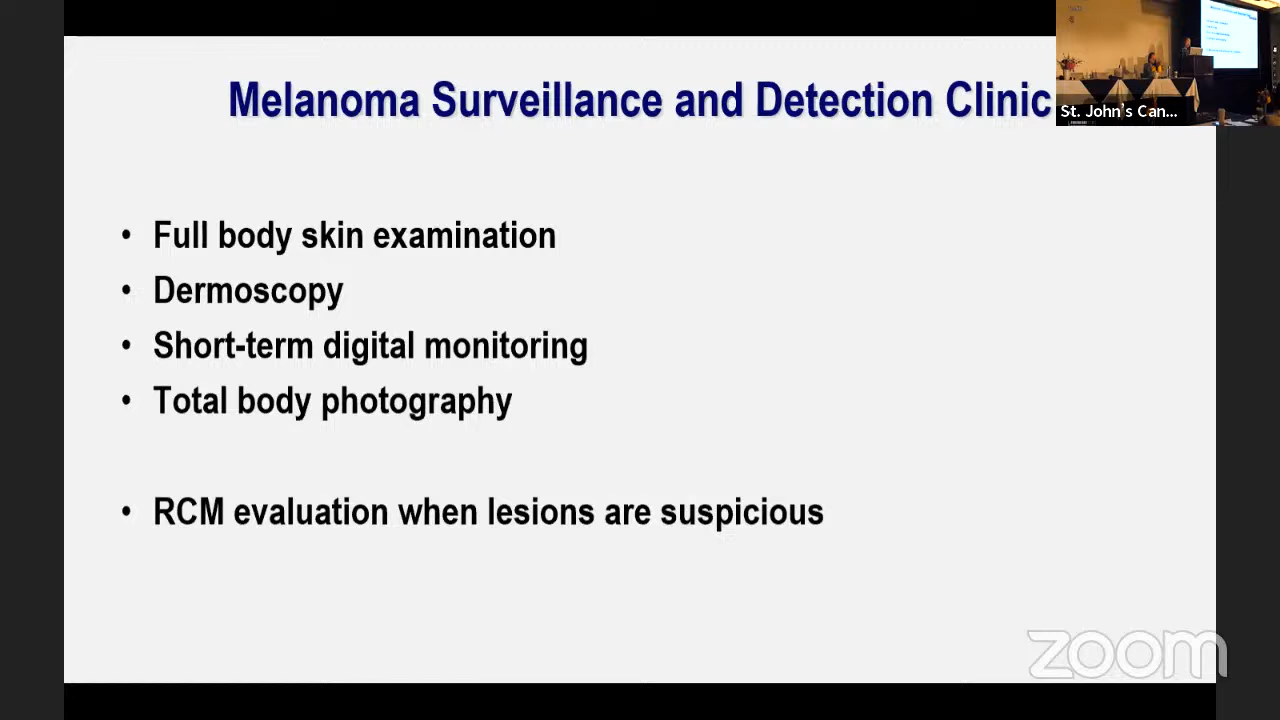 Melanoma Surveillance and Detection Clinic
St. John's Can...
• Full body skin examination
• Dermoscopy
• Short-term digital monitoring
• Total body photography
• RCM evaluation when lesions are suspicious
zoom